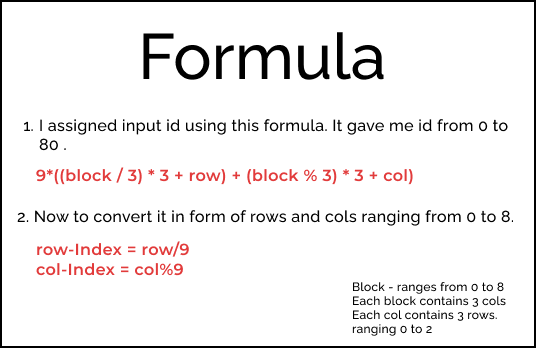 Formula
1. I assigned input id using this formula. It gave me id from 0 to
80 .
9*((block / 3) * 3 + row) + (block % 3) * 3 + col)
2. Now to convert it in form of rows and cols ranging from 0 to 8.
row-Index = row/9
col-Index = col%9
Block - ranges from 0 to 8
Each block contains 3 cols
Each col contains 3 rows.
ranging 0 to 2